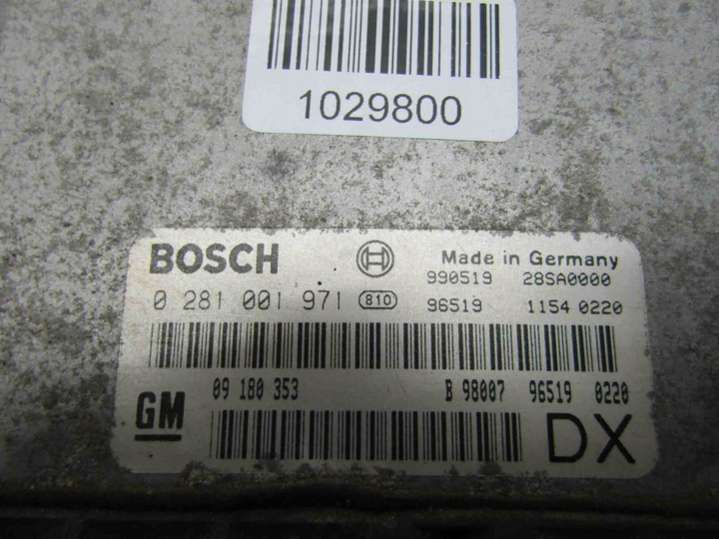 1029800
BOSCH Made in Germany
990519 28SA0000
0 281 001 971 810 96519 1154 0220
GM 09 180 353 B 98007 96519 0220
DX